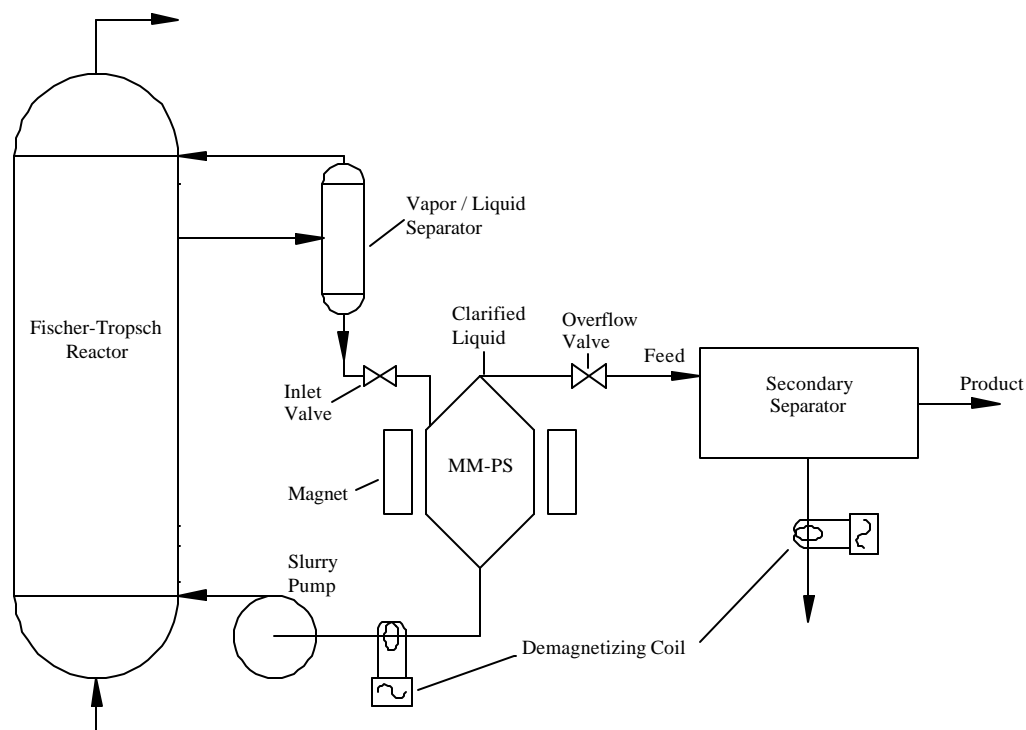 Vapor / Liquid
Separator
Fischer-Tropsch
Reactor
Clarified
Liquid
Overflow
Valve
Feed
Inlet
Valve
Secondary
Separator
Product
MM-PS
Magnet
Slurry
Pump
Demagnetizing Coil